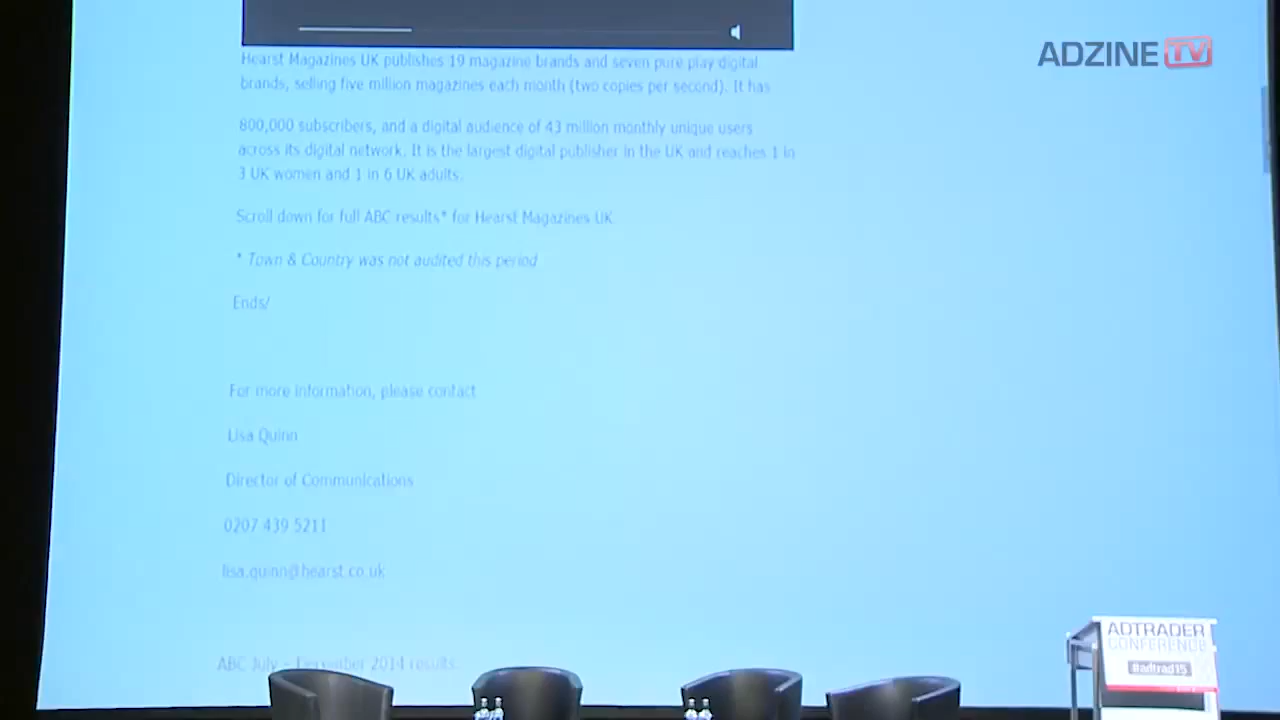 ADZINE TV
Hearst Magazines UK publishes 19 magazine brands and seven pure play digital
brands, selling five million magazines each month (two copies per second). It has
800,000 subscribers, and a digital audience of 43 million monthly unique users
across its digital network. It is the largest digital publisher in the UK and reaches 1 in
3 UK women and 1 in 6 UK adults.
Scroll down for full ABC results* for Hearst Magazines UK
* Town & Country was not audited this period
Ends/
For more information, please contact
Lisa Quinn
Director of Communications
0207 439 5211
lisa.quinn@hearst.co.uk
ABC July - December 2014 results:
ADTRADER
CONFERENCE
#adtrad15